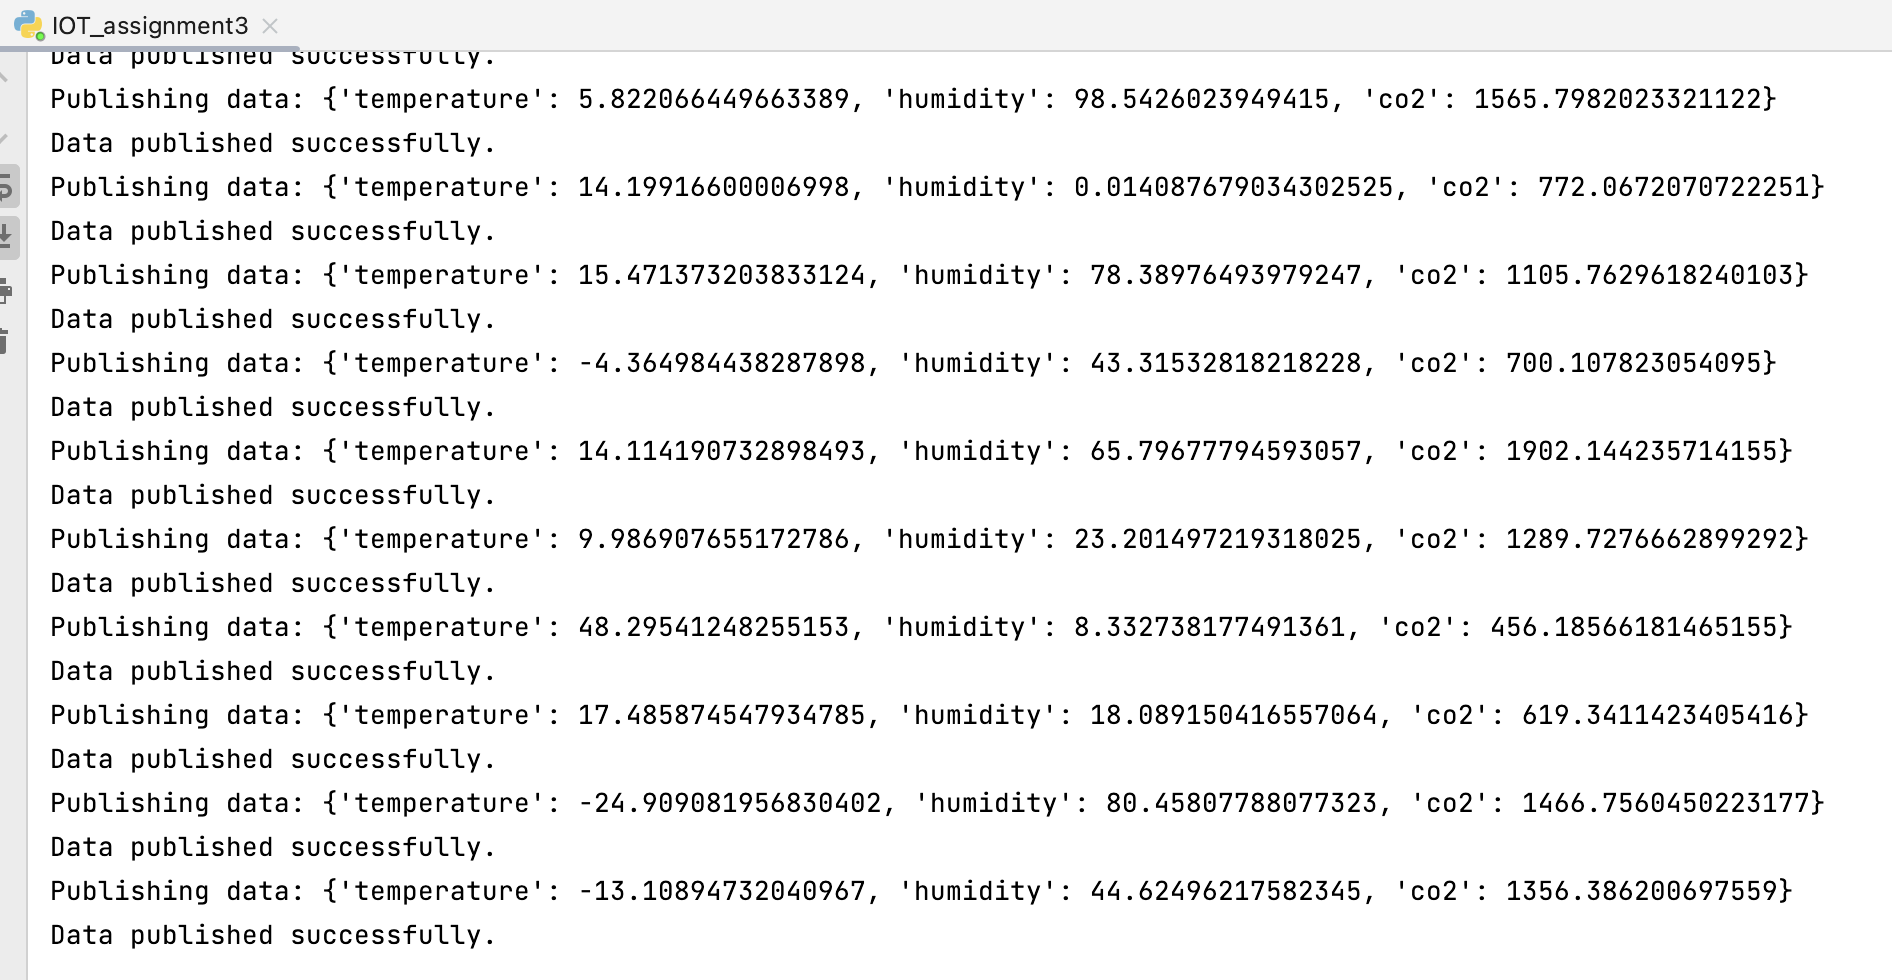 IOT_assignment3
Data published successfully.
Publishing data: {'temperature': 5.822066449663389, 'humidity': 98.5426023949415, 'co2': 1565.7982023321122}
Data published successfully.
Publishing data: {'temperature': 14.19916600006998, 'humidity': 0.014087679034302525, 'co2': 772.0672070722251}
Data published successfully.
Publishing data: {'temperature': 15.471373203833124, 'humidity': 78.38976493979247, 'co2': 1105.7629618240103}
Data published successfully.
Publishing data: {'temperature': -4.364984438287898, 'humidity': 43.31532818218228, 'co2': 700.107823054095}
Data published successfully.
Publishing data: {'temperature': 14.114190732898493, 'humidity': 65.79677794593057, 'co2': 1902.144235714155}
Data published successfully.
Publishing data: {'temperature': 9.986907655172786, 'humidity': 23.201497219318025, 'co2': 1289.7276662899292}
Data published successfully.
Publishing data: {'temperature': 48.29541248255153, 'humidity': 8.332738177491361, 'co2': 456.18566181465155}
Data published successfully.
Publishing data: {'temperature': 17.485874547934785, 'humidity': 18.089150416557064, 'co2': 619.3411423405416}
Data published successfully.
Publishing data: {'temperature': -24.909081956830402, 'humidity': 80.45807788077323, 'co2': 1466.7560450223177}
Data published successfully.
Publishing data: {'temperature': -13.10894732040967, 'humidity': 44.62496217582345, 'co2': 1356.386200697559}
Data published successfully.